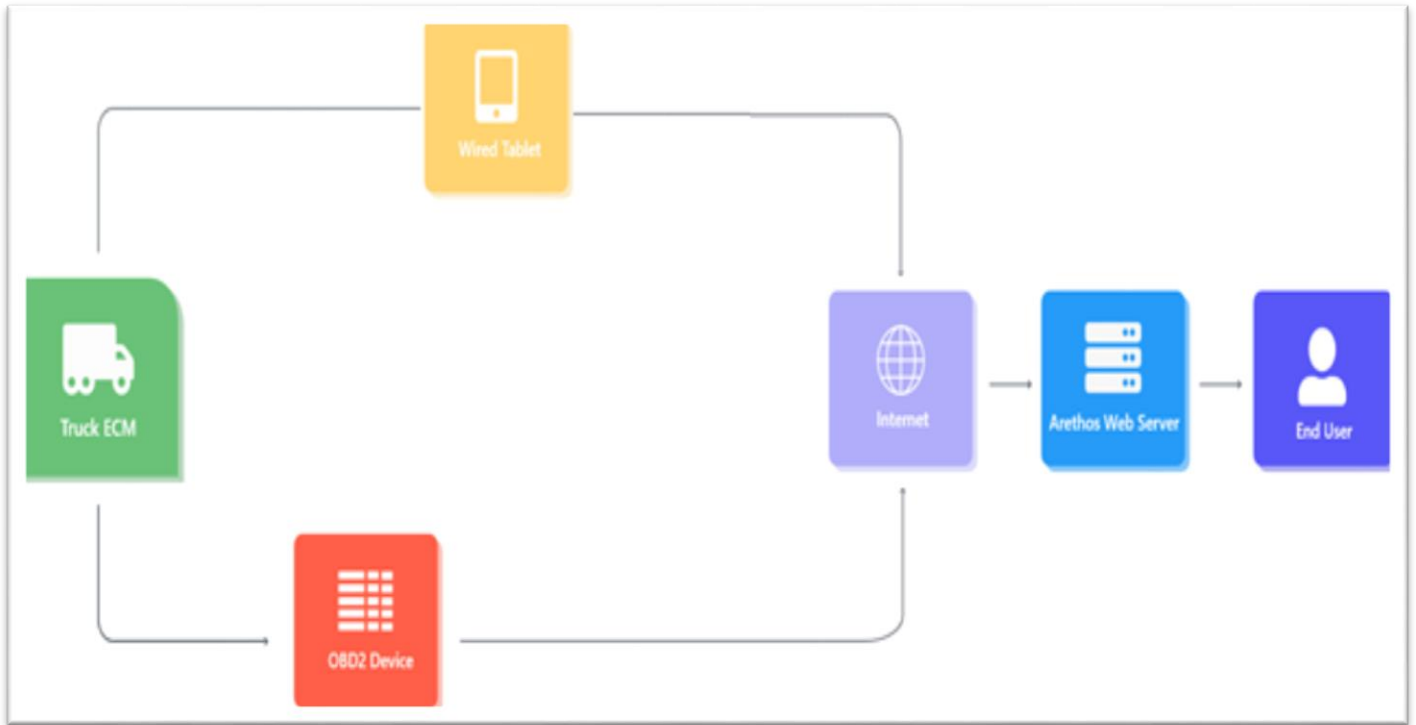 Wired Tablet
Truck ECM
Internet
Arethos Web Server
End User
OBD2 Device